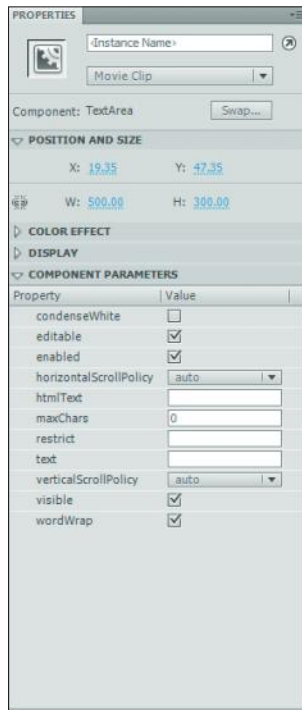 PROPERTIES
<Instance Name>
Movie Clip
Component: TextArea Swap...
POSITION AND SIZE
X: 19.35 Y: 47.35
W: 500.00 H: 300.00
COLOR EFFECT
DISPLAY
COMPONENT PARAMETERS
Property Value
condenseWhite
editable
enabled
horizontalScrollPolicy auto
htmlText
maxChars 0
restrict
text
verticalScrollPolicy auto
visible
wordWrap